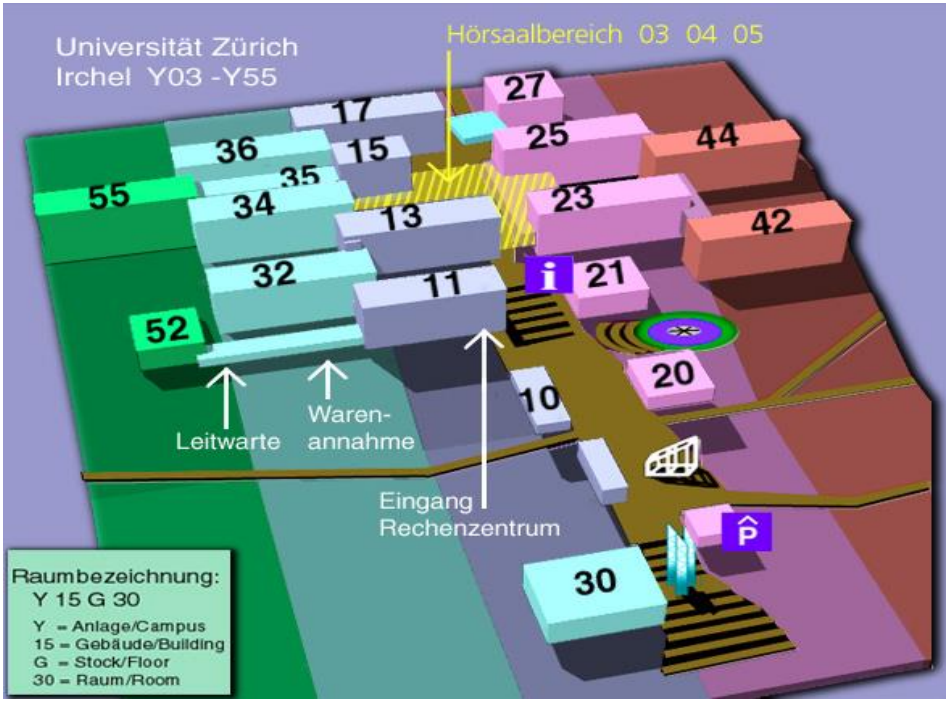 Universität Zürich
Irchel Y03 -Y55
Hörsaalbereich 03 04 05
27
17
25
44
36
15
35
55
34
13
23
42
32
11
i
21
52
20
10
Leitwarte
Waren-
annahme
Eingang
Rechenzentrum
P
30
Raumbezeichnung:
Y 15 G 30
Y = Anlage/Campus
15 = Gebäude/Building
G = Stock/Floor
30 = Raum/Room